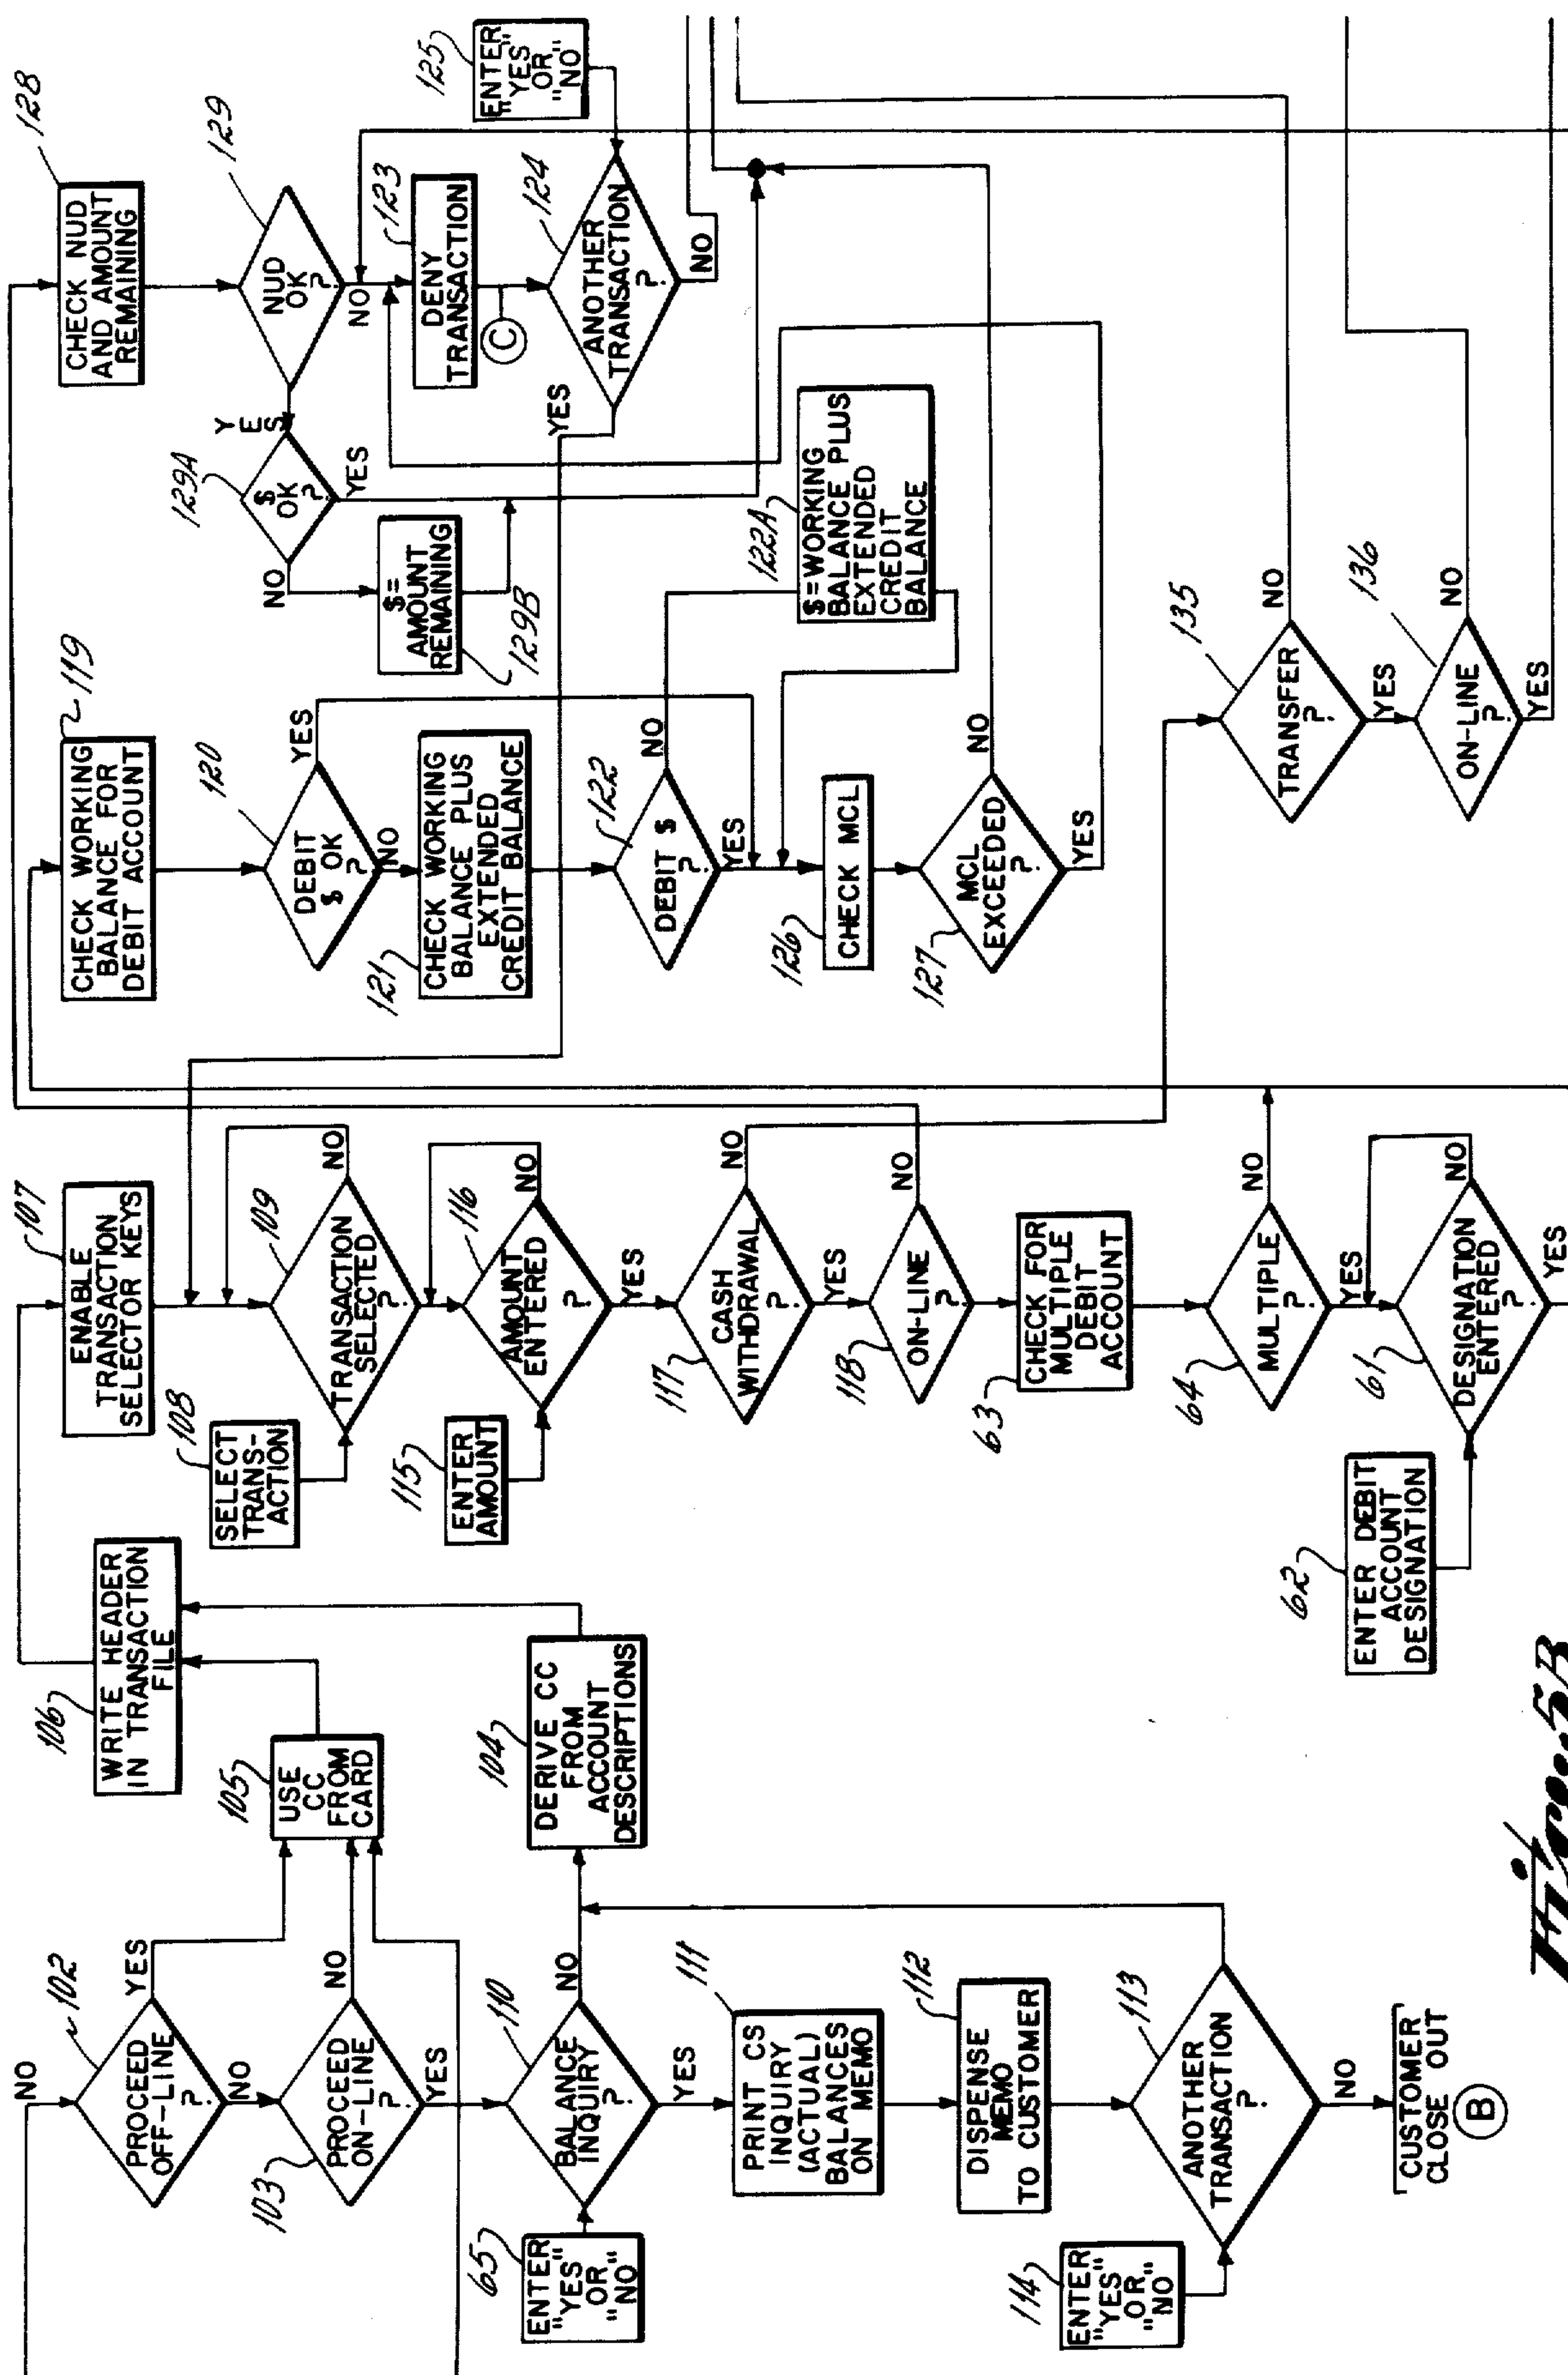 NO
102
PROCEED
OFF-LINE
?
YES
NO
103
PROCEED
ON-LINE
?
NO
YES
105
USE
CC
FROM
CARD
106
WRITE HEADER
IN TRANSACTION
FILE
65
ENTER
"YES"
OR
"NO"
110
BALANCE
INQUIRY
?
NO
YES
104
DERIVE CC
FROM
ACCOUNT
DESCRIPTIONS
111
PRINT CS
INQUIRY
(ACTUAL)
BALANCES
ON MEMO
112
DISPENSE
MEMO
TO CUSTOMER
114
ENTER
"YES"
"OR"
"NO
113
ANOTHER
TRANSACTION
?
NO
CUSTOMER
CLOSE OUT
B
107
ENABLE
TRANSACTION
SELECTOR KEYS
108
SELECT
TRANS-
ACTION
109
TRANSACTION
SELECTED
?
NO
115
ENTER
AMOUNT
116
AMOUNT
ENTERED
?
NO
YES
117
CASH
WITHDRAWAL
?
NO
YES
118
ON-LINE
?
NO
63
CHECK FOR
MULTIPLE
DEBIT
ACCOUNT
64
MULTIPLE
?
NO
YES
62
ENTER DEBIT
ACCOUNT
DESIGNATION
61
DESIGNATION
ENTERED
?
NO
YES
119
CHECK WORKING
BALANCE FOR
DEBIT ACCOUNT
120
DEBIT
$ OK
?
YES
NO
121
CHECK WORKING
BALANCE PLUS
EXTENDED
CREDIT BALANCE
122
DEBIT $
?
NO
YES
122A
$=WORKING
BALANCE PLUS
EXTENDED
CREDIT
BALANCE
126
CHECK MCL
127
MCL
EXCEEDED
?
NO
YES
128
CHECK NUD
AND AMOUNT
REMAINING
129
NUD
OK
?
YES
NO
129A
$
OK
?
YES
NO
$=
AMOUNT
REMAINING
129B
123
DENY
TRANSACTION
C
124
ANOTHER
TRANSACTION
?
YES
NO
125
ENTER
"YES"
OR
"NO"
135
TRANSFER
?
NO
YES
136
ON-LINE
?
NO
YES
Fig.5B